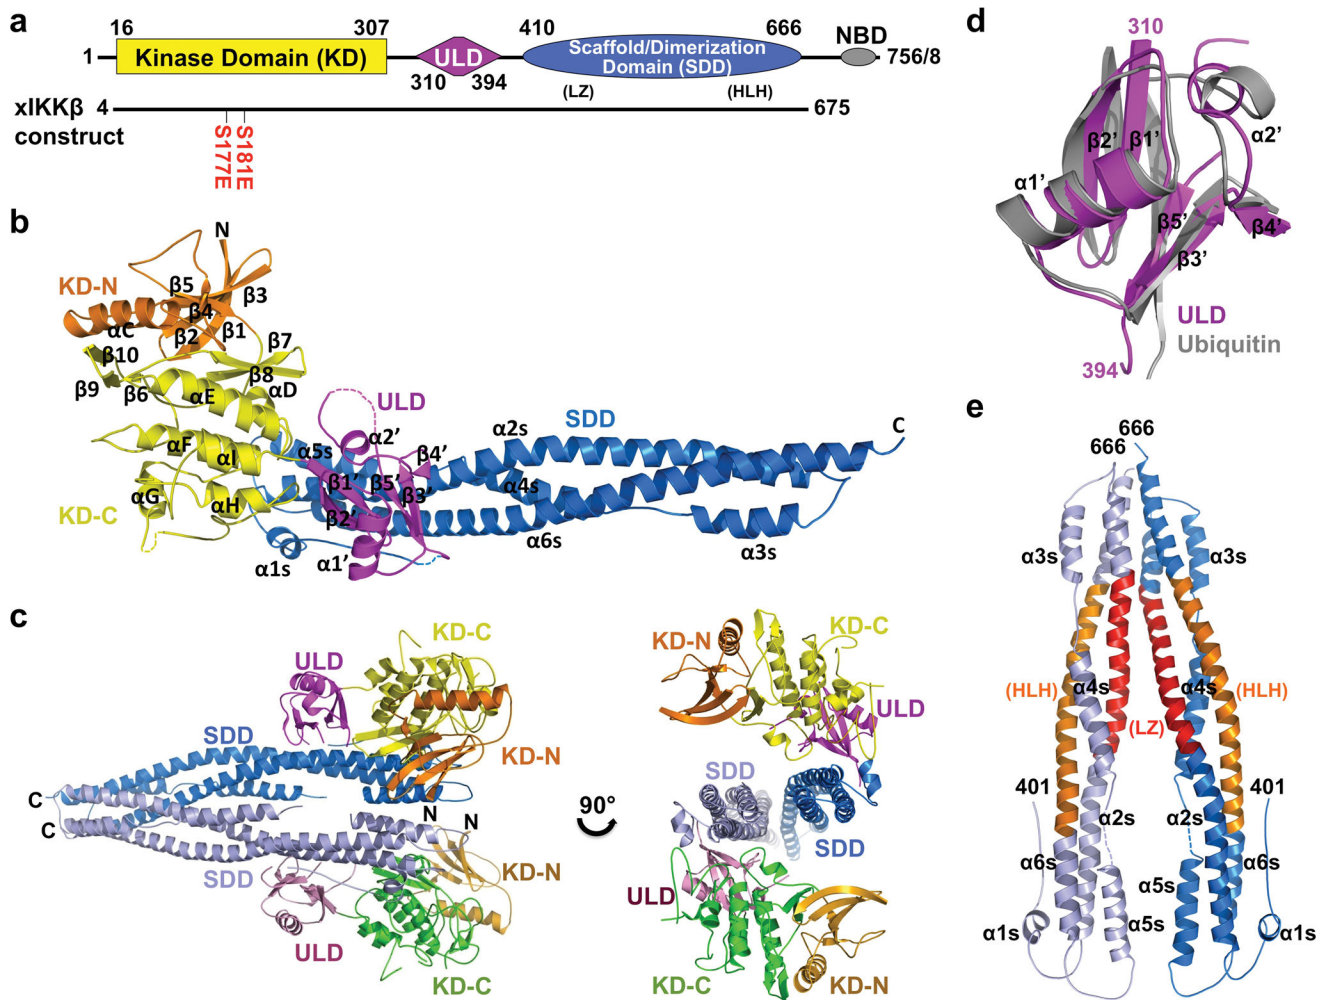 a
16 307 410 666
Kinase Domain (KD) ULD Scaffold/Dimerization NBD
Domain (SDD)
1 756/8
310 394 (LZ) (HLH)
xIKKβ 4 675
construct
S177E
S181E
b
N
KD-N
β5
β3
β4
αC
β2
β1
β10
β7
β9
β6
β8
αE
αD
αF
αI
αG
αH
KD-C
ULD
α5s
α2’
β4’
β1’
β5’
β3’
β2’
α1’
α1s
α2s
SDD
C
α4s
α6s
α3s
c
KD-C
ULD
SDD
KD-N
C
C
N
N
SDD
KD-N
ULD
KD-C
90°
KD-N
KD-C
ULD
SDD
SDD
ULD
KD-C
KD-N
d
310
β2’
β1’
α2’
α1’
β5’
β4’
β3’
ULD
Ubiquitin
394
e
666
666
α3s
α3s
(HLH)
α4s
α4s
(HLH)
(LZ)
401
401
α2s
α2s
α6s
α6s
α5s
α5s
α1s
α1s